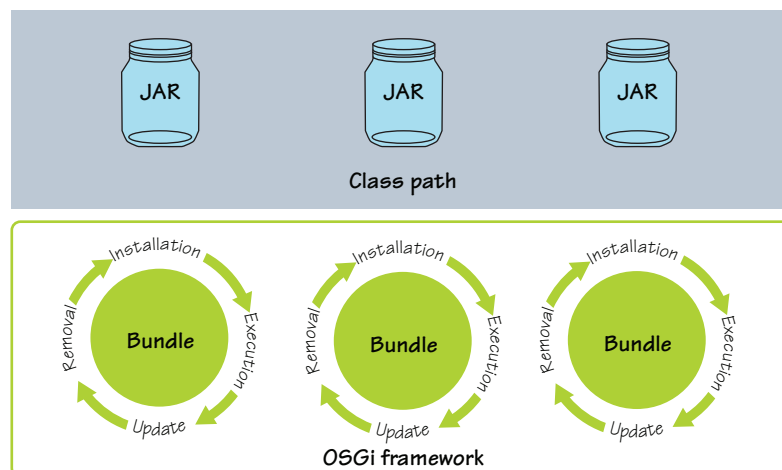 JAR
JAR
JAR
Class path
Installation
Execution
Update
Removal
Bundle
Installation
Execution
Update
Removal
Bundle
Installation
Execution
Update
Removal
Bundle
OSGi framework